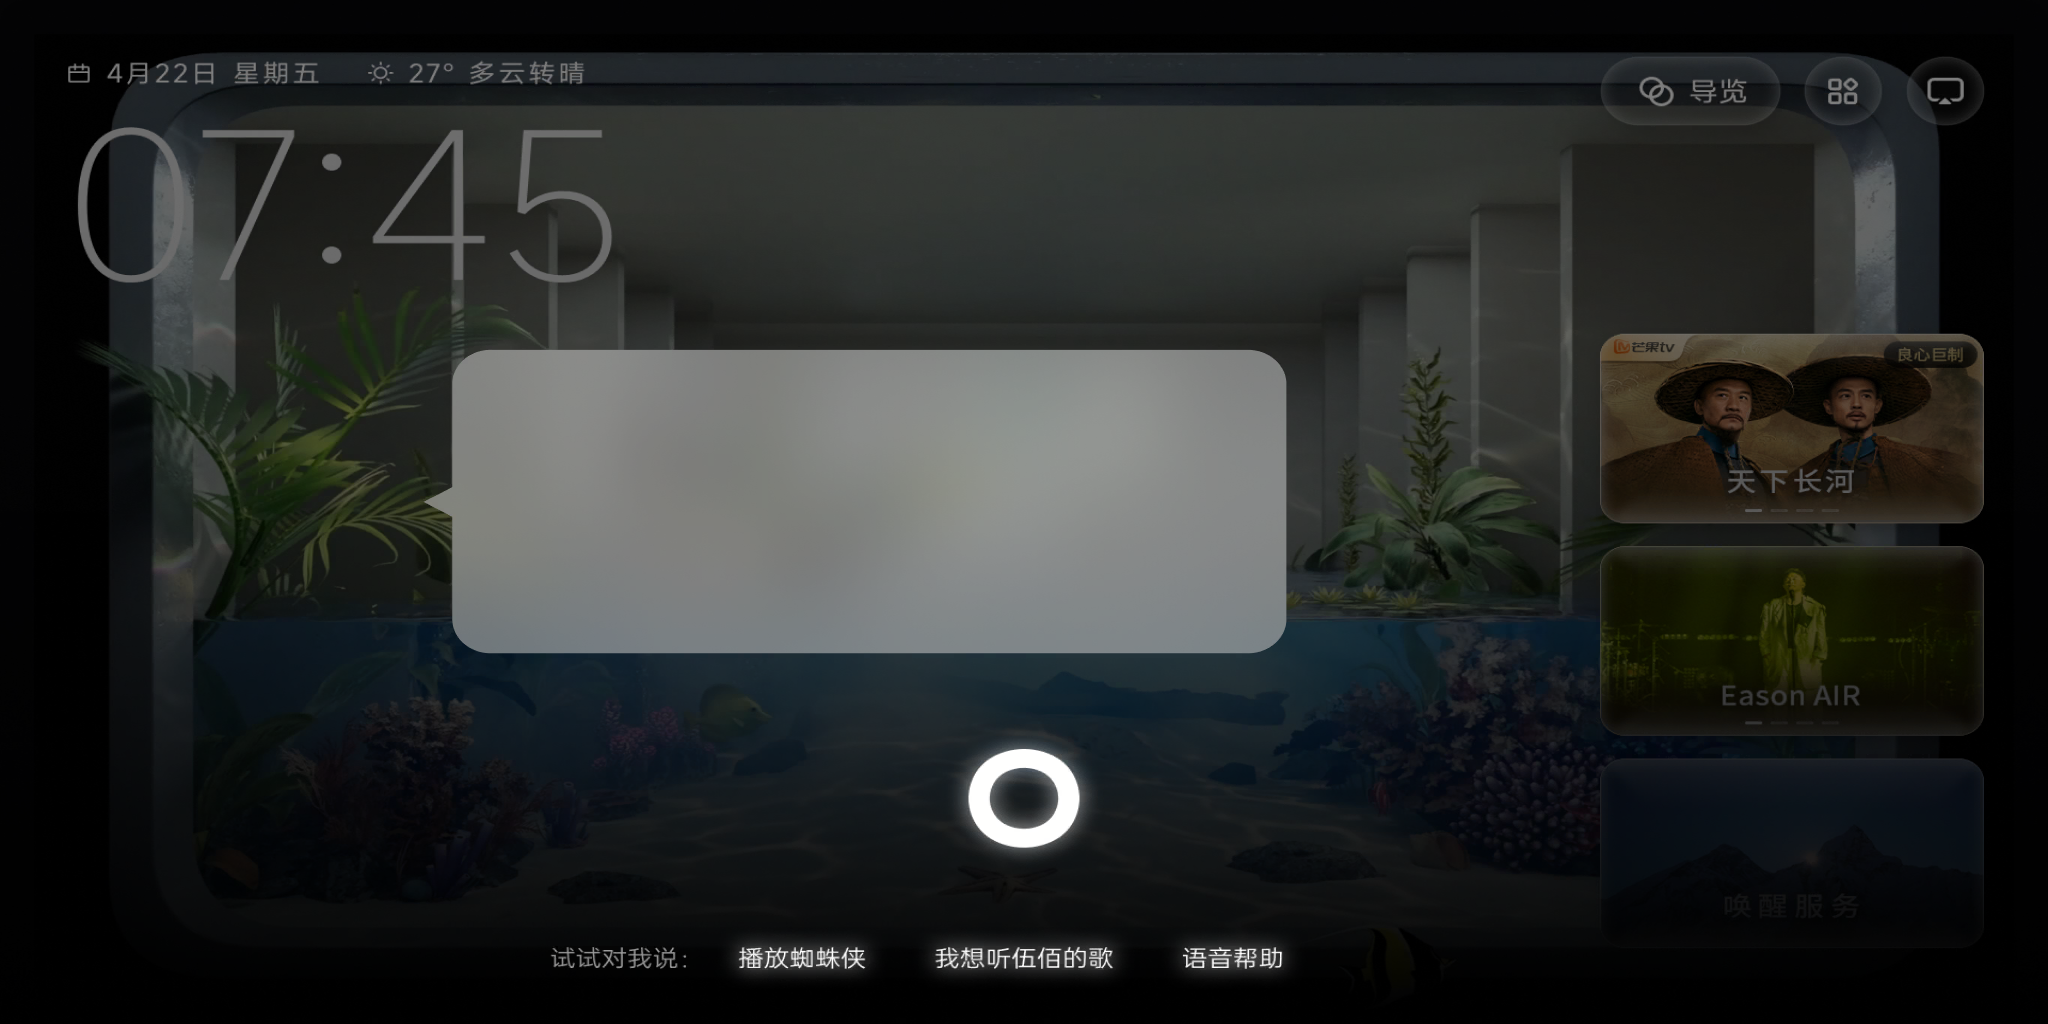 4月22日 星期五 27° 多云转晴
导览
07:45
芒果tv
良心巨制
天下长河
Eason AIR
唤醒服务
试试对我说: 播放蜘蛛侠 我想听伍佰的歌 语音帮助